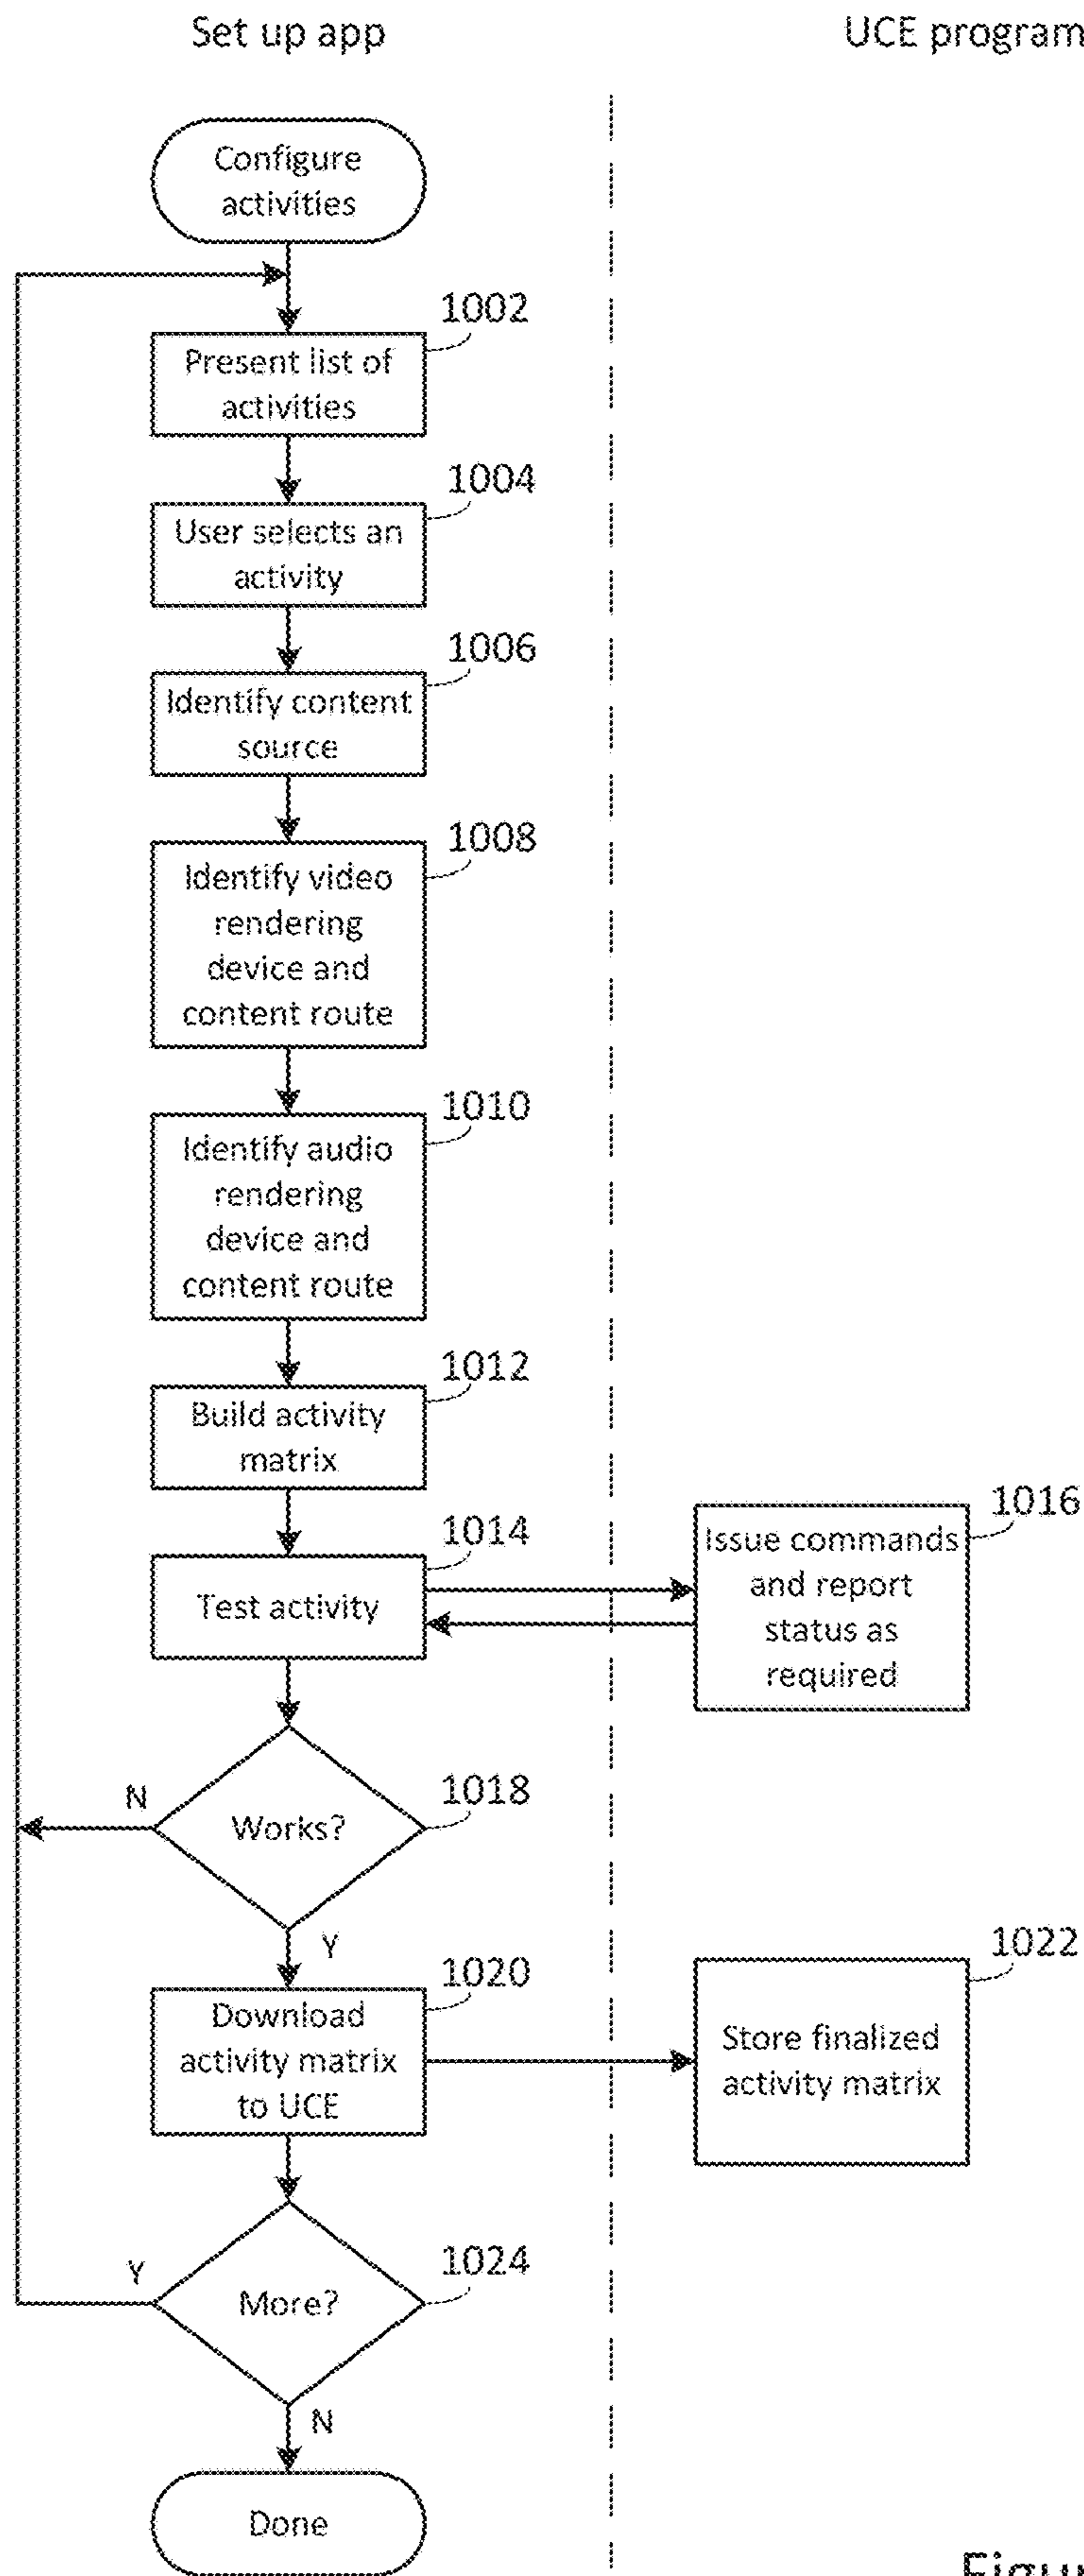 Set up app
UCE program
Configure
activities
1002
Present list of
activities
1004
User selects an
activity
1006
Identify content
source
1008
Identify video
rendering
device and
content route
1010
Identify audio
rendering
device and
content route
1012
Build activity
matrix
1014
Test activity
1016
Issue commands
and report
status as
required
1018
Works?
N
Y
1020
Download
activity matrix
to UCE
1022
Store finalized
activity matrix
1024
More?
Y
N
Done